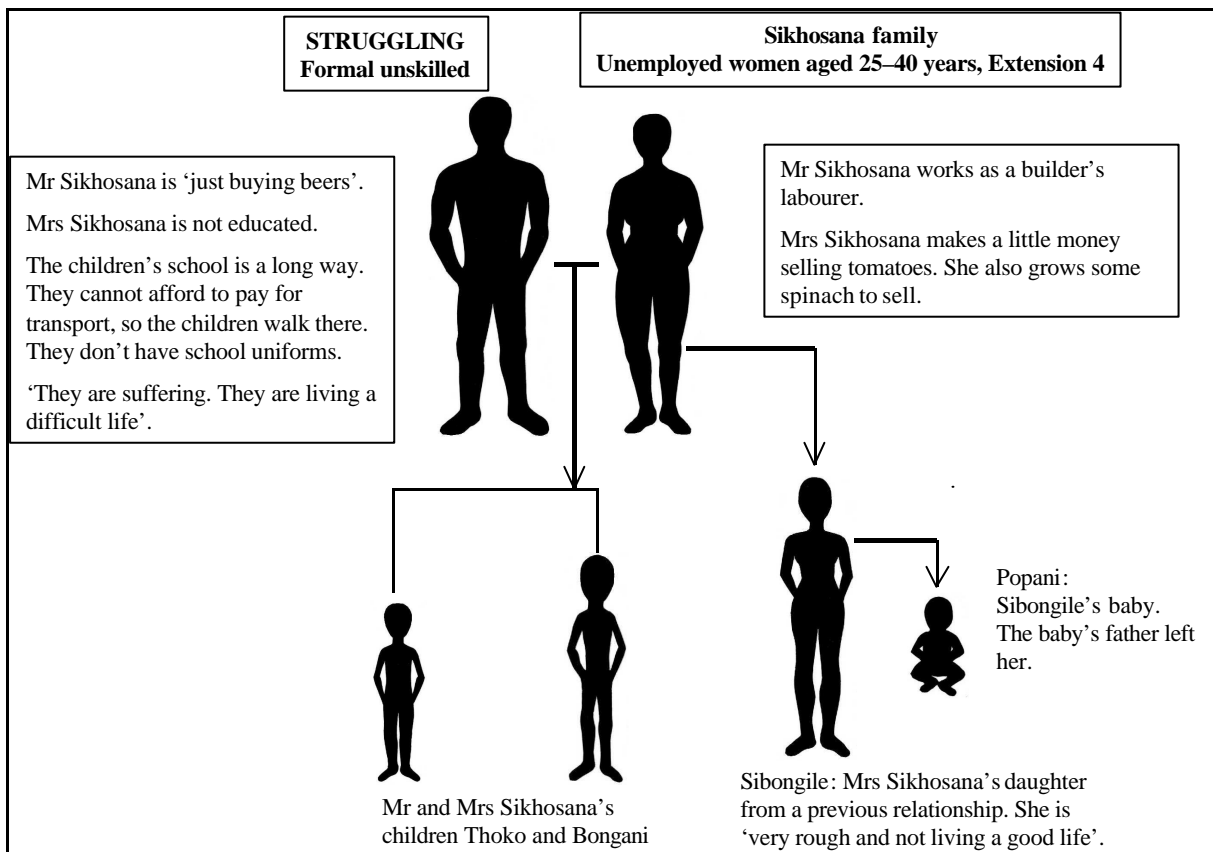 STRUGGLING
Formal unskilled
Sikhosana family
Unemployed women aged 25–40 years, Extension 4
Mr Sikhosana is ‘just buying beers’.
Mrs Sikhosana is not educated.
The children’s school is a long way.
They cannot afford to pay for
transport, so the children walk there.
They don’t have school uniforms.
‘They are suffering. They are living a
difficult life’.
Mr Sikhosana works as a builder’s
labourer.
Mrs Sikhosana makes a little money
selling tomatoes. She also grows some
spinach to sell.
Popani:
Sibongile’s baby.
The baby’s father left
her.
Mr and Mrs Sikhosana’s
children Thoko and Bongani
Sibongile: Mrs Sikhosana’s daughter
from a previous relationship. She is
‘very rough and not living a good life’.